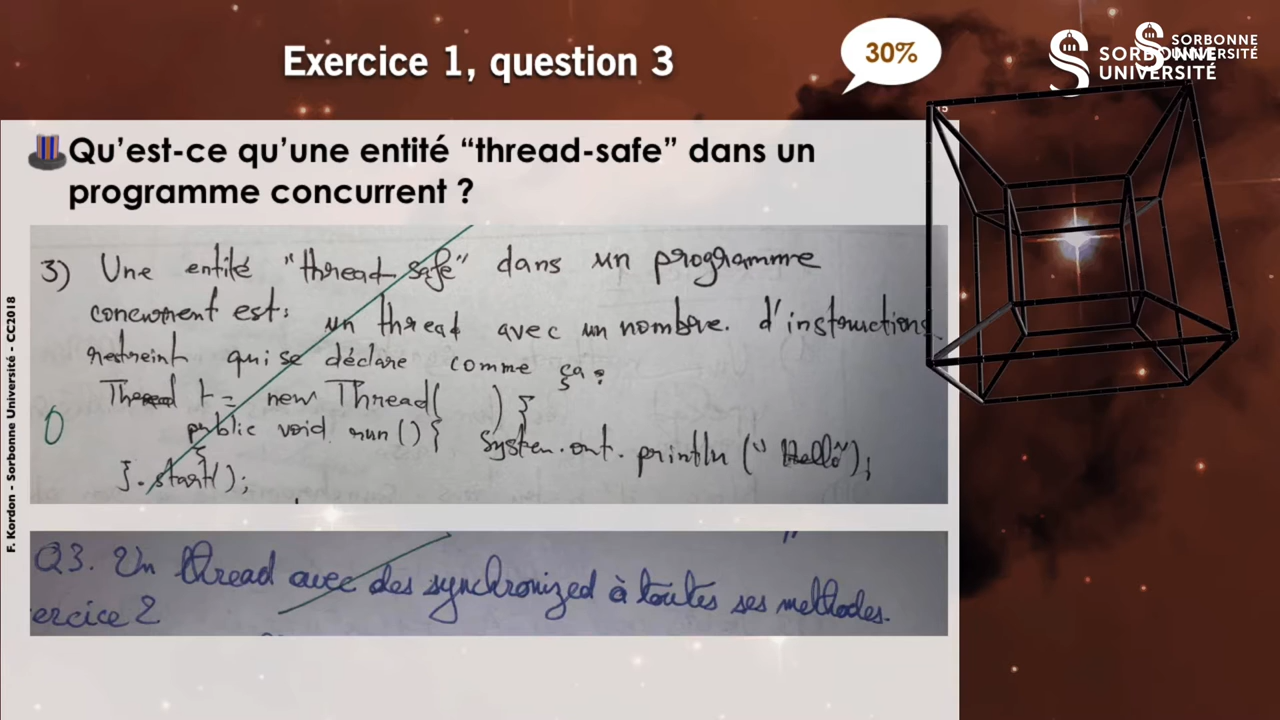 Exercice 1, question 3
30%
SORBONNE
UNIVERSITÉ
SORBONNE
UNIVERSITÉ
15
Qu’est-ce qu’une entité “thread-safe” dans un
programme concurrent ?
3) Une entité "thread safe" dans un programme
concurrent est: un thread avec un nombre. d'instructions
restreint qui se déclare comme ça:
Thread t = new Thread( ) {
public void run() { System.out.println("Hello");
}
}.start();
0
Q3. Un thread avec des synchronized à toutes ses methodes.
ercice 2
F. Kordon - Sorbonne Université - CC2018